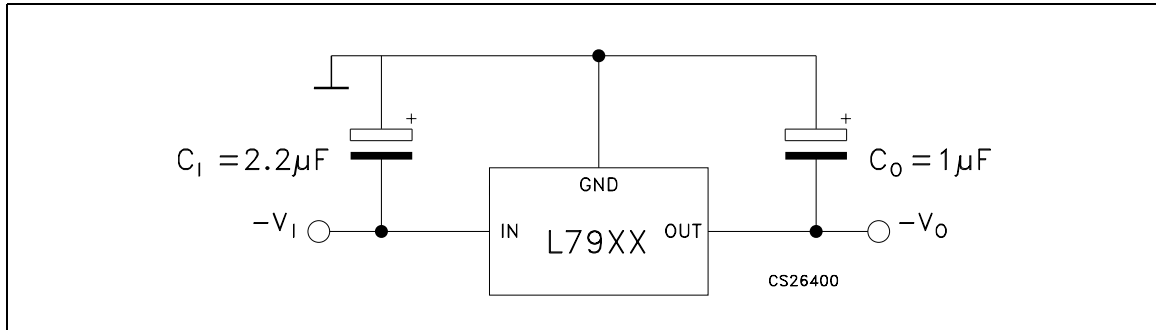 +
+
C_I = 2.2µF
C_O = 1µF
GND
-V_I
IN
L79XX
OUT
-V_O
CS26400